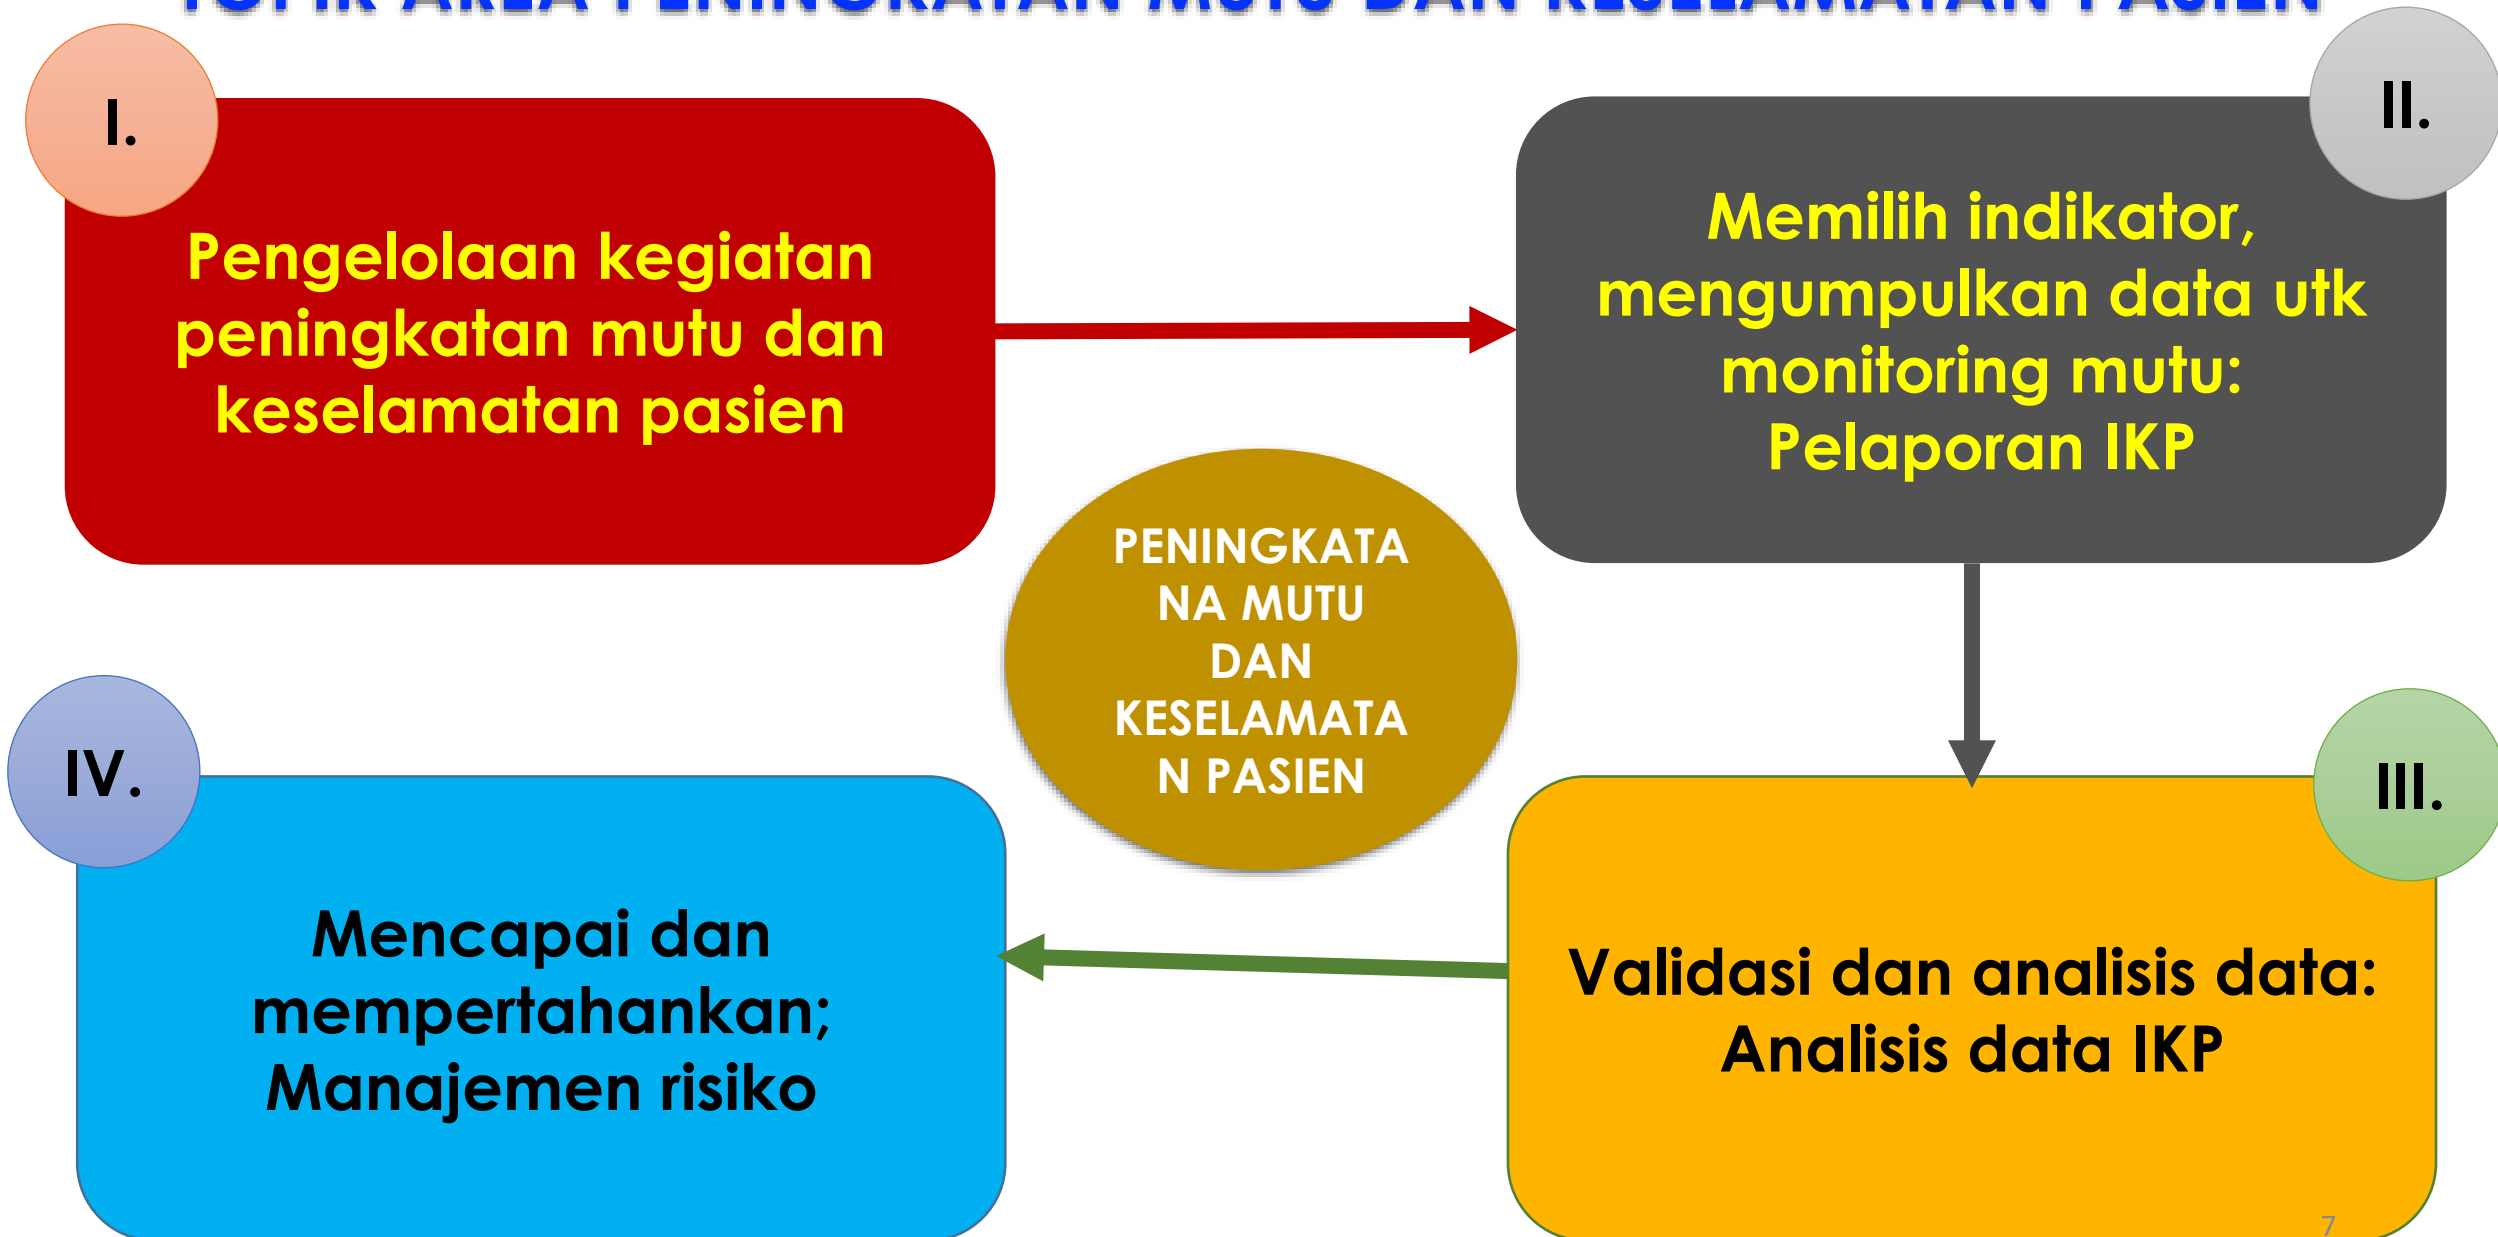 I.
Pengelolaan kegiatan
peningkatan mutu dan
keselamatan pasien
II.
Memilih indikator,
mengumpulkan data utk
monitoring mutu:
Pelaporan IKP
PENINGKATA
NA MUTU
DAN
KESELAMATA
N PASIEN
IV.
Mencapai dan
mempertahankan;
Manajemen risiko
III.
Validasi dan analisis data:
Analisis data IKP
7